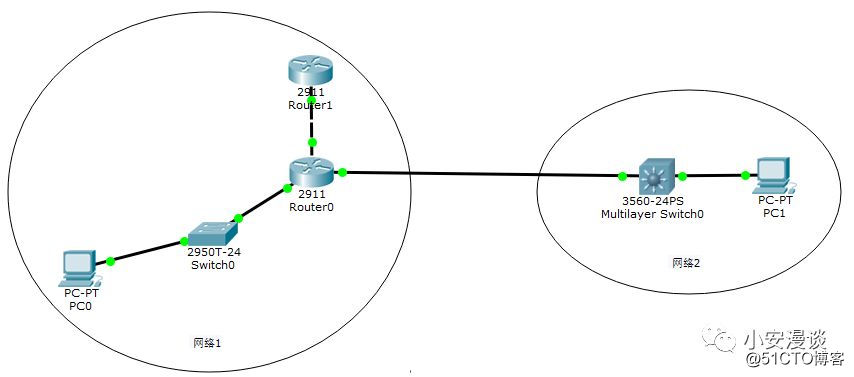 2911
Router1
2911
Router0
2950T-24
Switch0
PC-PT
PC0
网络1
3560-24PS
Multilayer Switch0
PC-PT
PC1
网络2
小安漫谈
@51CTO博客